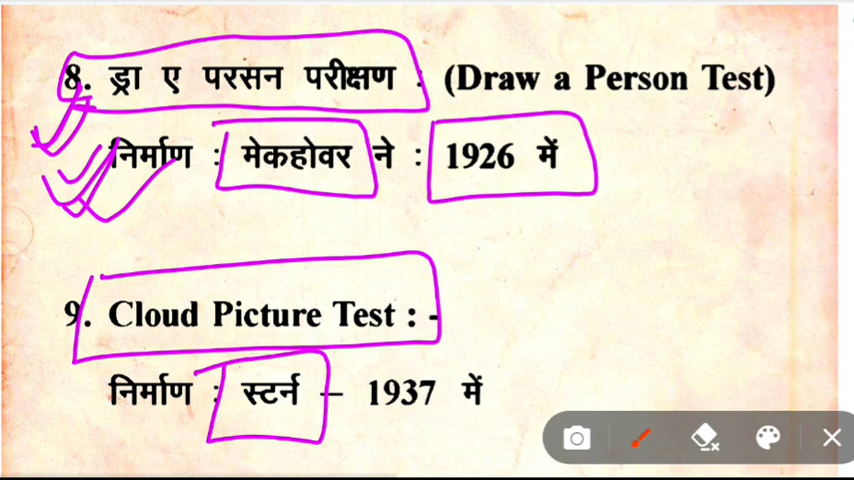 8. ड्रा ए परसन परीक्षण : (Draw a Person Test)
निर्माण : मेकहोवर ने : 1926 में
9. Cloud Picture Test : -
निर्माण : स्टर्न – 1937 में